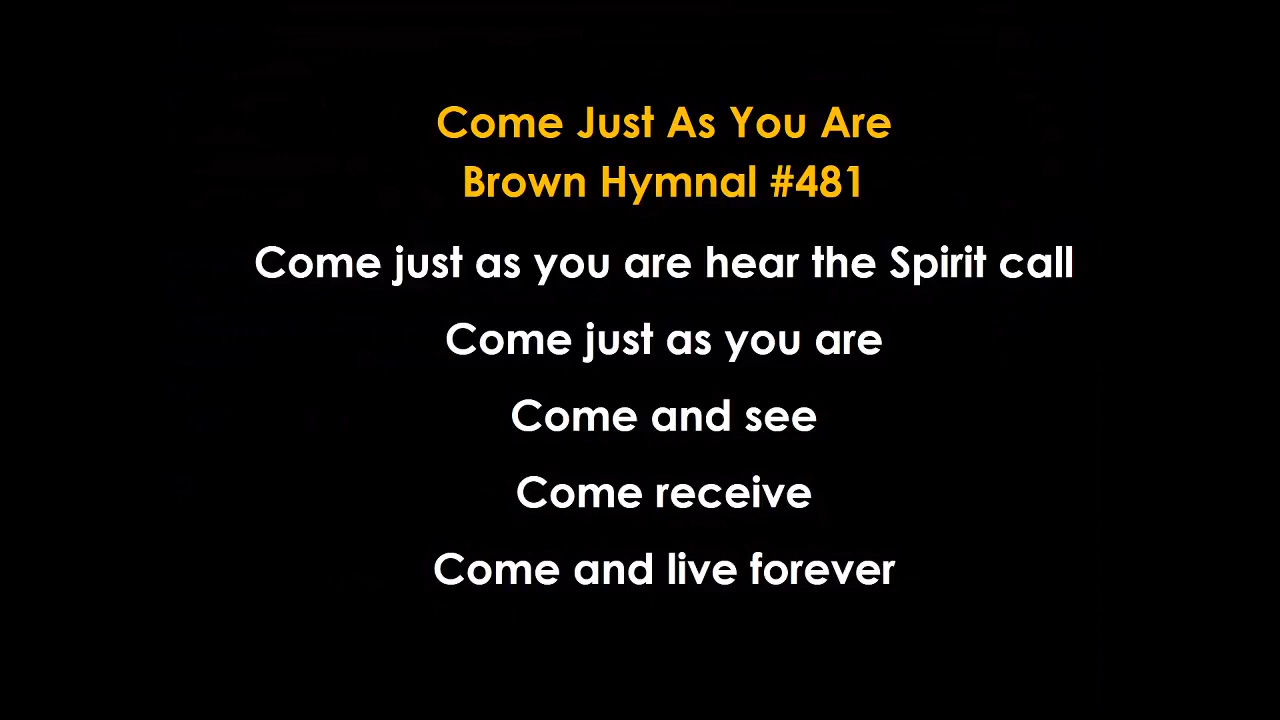 Come Just As You Are
Brown Hymnal #481
Come just as you are hear the Spirit call
Come just as you are
Come and see
Come receive
Come and live forever